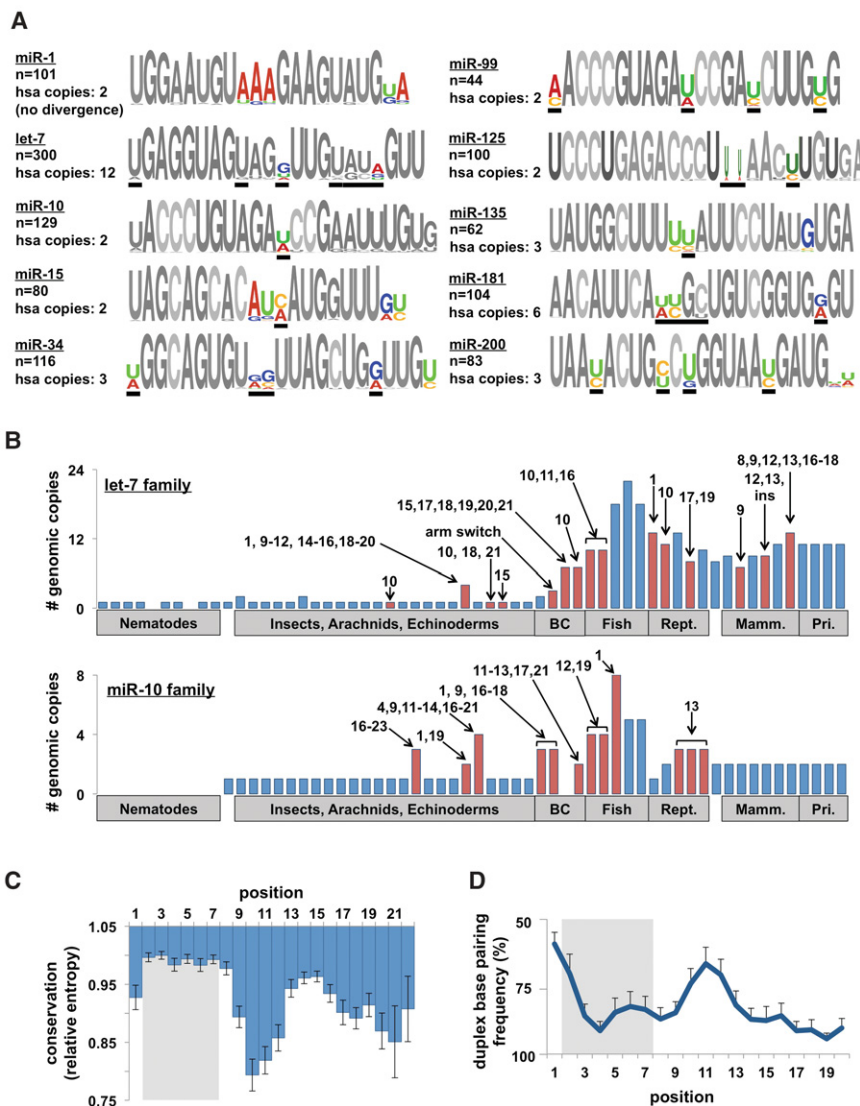 A
miR-1
n=101
hsa copies: 2
(no divergence)
UGGAAUGUAAAGAAGUAUGUA
let-7
n=300
hsa copies: 12
UGAGGUAGUAGGUUGUAUAGUU
miR-10
n=129
hsa copies: 2
UACCCUGUAGAUCCGAAUUUGUG
miR-15
n=80
hsa copies: 2
UAGCAGCACAUCAUGGUUUGU
miR-34
n=116
hsa copies: 3
UGGCAGUGU
UUAGCUG
UUGU
miR-99
n=44
hsa copies: 2
AACCCGUAGAUCCGAUCUUGUG
miR-125
n=100
hsa copies: 2
UCCCUGAGACCCUUUAACUUGUGA
miR-135
n=62
hsa copies: 3
UAUGGCUUUUUAUUCCUAUGUGA
miR-181
n=104
hsa copies: 6
AACAUUCAUUGCUGUCGGUGGGU
miR-200
n=83
hsa copies: 3
UAAUACUGCCUGGUAAUGAUG
B
let-7 family
# genomic copies
24
12
0
1, 9-12, 14-16,18-20
10
15,17,18,19,20,21
arm switch
10, 18, 21
15
10
10,11,16
1
10
17,19
9
12,13,
ins
8,9,12,13,16-18
Nematodes
Insects, Arachnids, Echinoderms
BC
Fish
Rept.
Mamm.
Pri.
miR-10 family
# genomic copies
8
4
0
16-23
4,9,11-14,16-21
1,19
1, 9, 16-18
11-13,17,21
12,19
1
13
Nematodes
Insects, Arachnids, Echinoderms
BC
Fish
Rept.
Mamm.
Pri.
C
position
1 3 5 7 9 11 13 15 17 19 21
1.05
0.95
0.85
0.75
conservation
(relative entropy)
D
duplex base pairing
frequency (%)
50
75
100
1 3 5 7 9 11 13 15 17 19
position